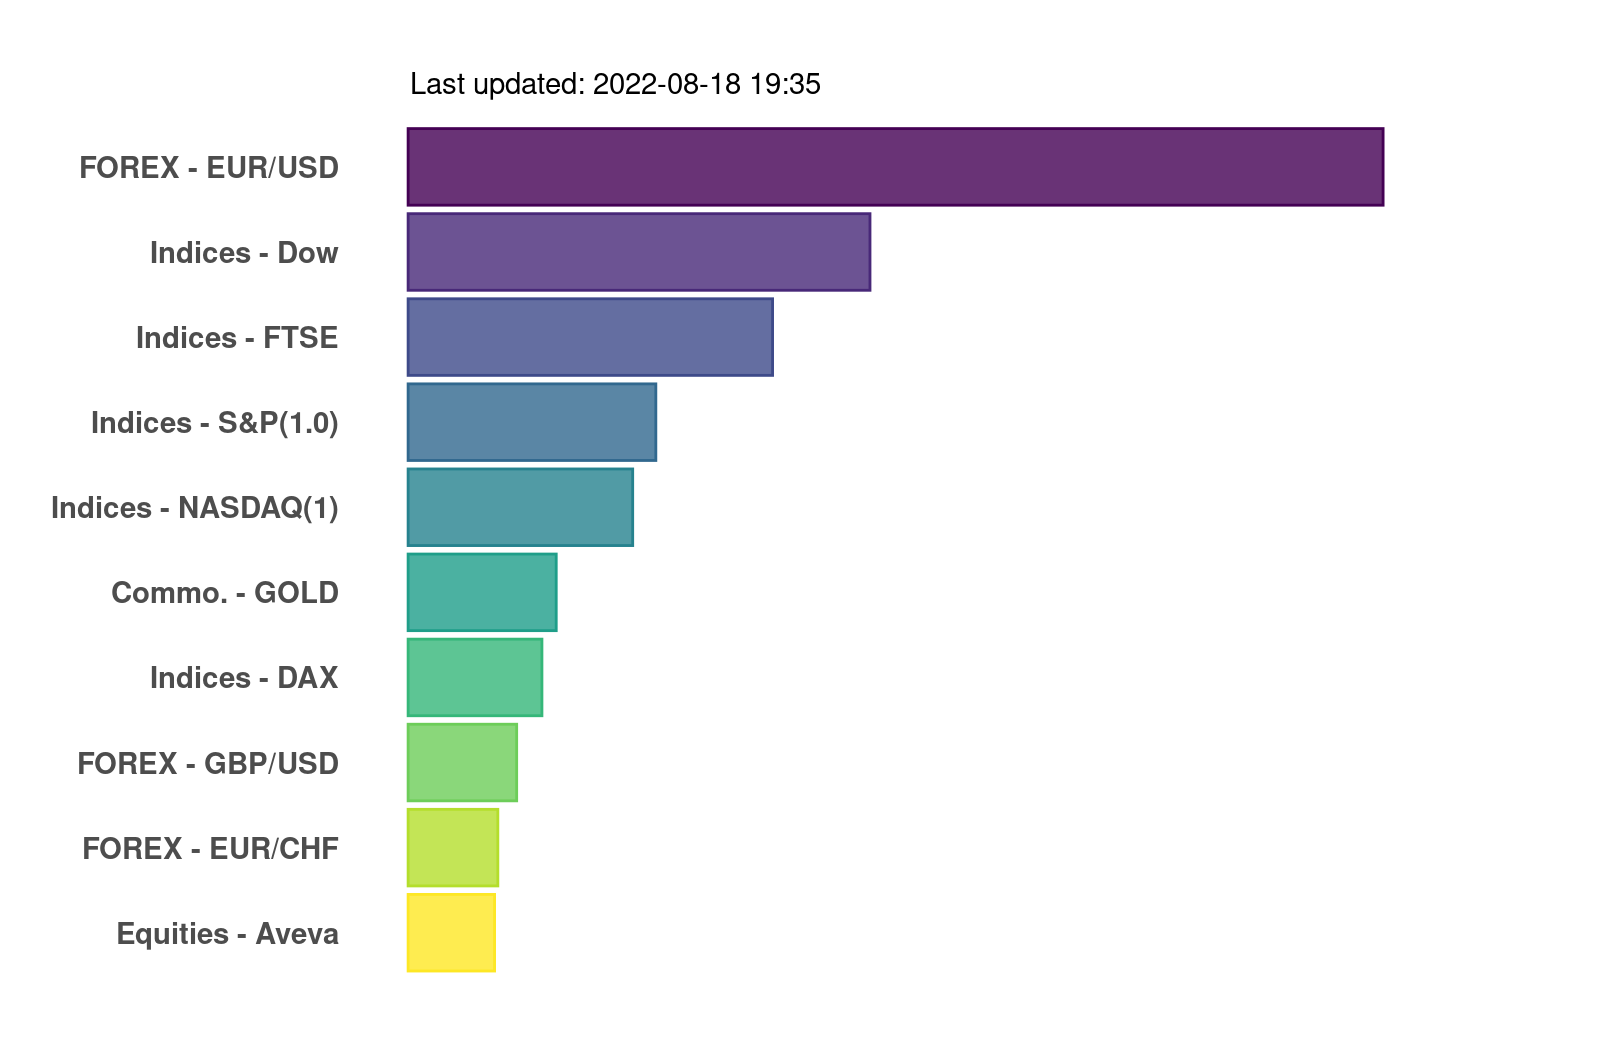 Last updated: 2022-08-18 19:35
FOREX - EUR/USD
Indices - Dow
Indices - FTSE
Indices - S&P(1.0)
Indices - NASDAQ(1)
Commo. - GOLD
Indices - DAX
FOREX - GBP/USD
FOREX - EUR/CHF
Equities - Aveva